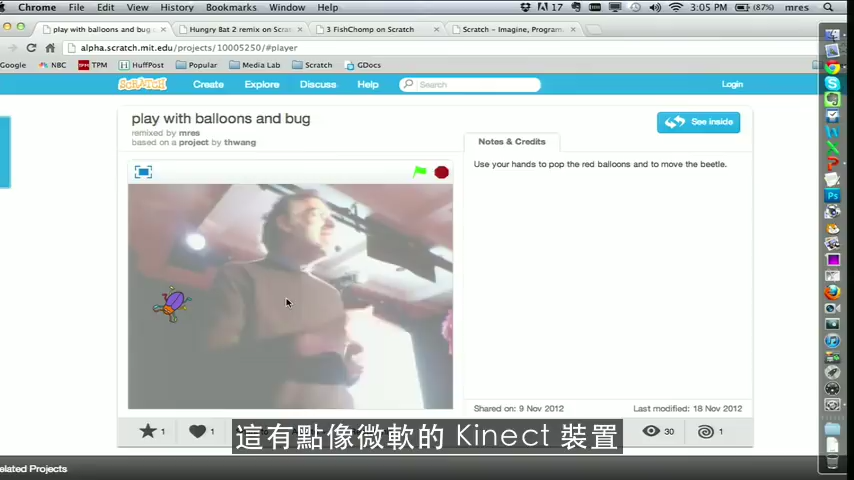 Chrome File Edit View History Bookmarks Window Help 17 3:05 PM (87%) mres
play with balloons and bug Hungry Bat 2 remix on Scrat 3 FishChomp on Scratch Scratch – Imagine, Program,
alpha.scratch.mit.edu/projects/10005250/#player
Google NBC TPM HuffPost Popular Media Lab Scratch GDocs
SCRATCH Create Explore Discuss Help Search Login
play with balloons and bug
remixed by mres
based on a project by thwang
See inside
Notes & Credits
Use your hands to pop the red balloons and to move the beetle.
Shared on: 9 Nov 2012 Last modified: 18 Nov 2012
1 1 30 1
這有點像微軟的 Kinect 裝置
elated Projects